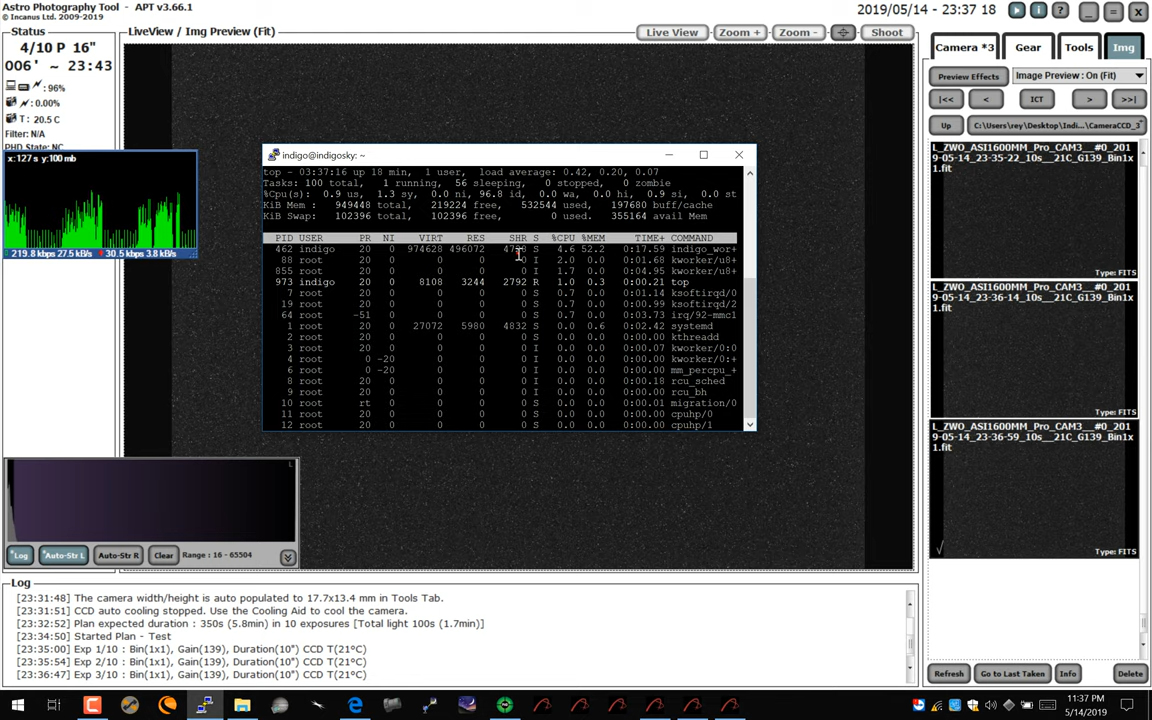 Astro Photography Tool - APT v3.66.1
© Incanus Ltd. 2009-2019
2019/05/14 - 23:37 18
Status
4/10 P 16"
006' ~ 23:43
: 96%
: 0.00%
T : 20.5 C
Filter: N/A
PHD State: NC
x:127 s y:100 mb
219.8 kbps 27.5 kB/s 30.5 kbps 3.8 kB/s
LiveView / Img Preview (Fit)
Live View
Zoom +
Zoom -
Shoot
indigo@indigosky: ~
top - 03:37:16 up 18 min, 1 user, load average: 0.42, 0.20, 0.07
Tasks: 100 total, 1 running, 56 sleeping, 0 stopped, 0 zombie
%Cpu(s): 0.9 us, 1.3 sy, 0.0 ni, 96.8 id, 0.0 wa, 0.0 hi, 0.9 si, 0.0 st
KiB Mem : 949448 total, 219224 free, 532544 used, 197680 buff/cache
KiB Swap: 102396 total, 102396 free, 0 used. 355164 avail Mem
PID USER PR NI VIRT RES SHR S %CPU %MEM TIME+ COMMAND
462 indigo 20 0 974628 496072 S 4.6 52.2 0:17.59 indigo_wor+
88 root 20 0 0 0 0 I 2.0 0.0 0:01.68 kworker/u8+
855 root 20 0 0 0 0 I 1.7 0.0 0:04.95 kworker/u8+
973 indigo 20 0 8108 3244 2792 R 1.0 0.3 0:00.21 top
7 root 20 0 0 0 0 S 0.7 0.0 0:01.14 ksoftirqd/0
19 root 20 0 0 0 0 S 0.7 0.0 0:00.99 ksoftirqd/2
64 root -51 0 0 0 0 S 0.7 0.0 0:03.73 irq/92-mmc1
1 root 20 0 27072 5980 4832 S 0.0 0.6 0:02.42 systemd
2 root 20 0 0 0 0 S 0.0 0.0 0:00.00 kthreadd
3 root 20 0 0 0 0 I 0.0 0.0 0:00.07 kworker/0:0
4 root 0 -20 0 0 0 I 0.0 0.0 0:00.00 kworker/0:+
6 root 0 -20 0 0 0 I 0.0 0.0 0:00.00 mm_percpu_+
8 root 20 0 0 0 0 I 0.0 0.0 0:00.18 rcu_sched
9 root 20 0 0 0 0 I 0.0 0.0 0:00.00 rcu_bh
10 root rt 0 0 0 0 S 0.0 0.0 0:00.01 migration/0
11 root 20 0 0 0 0 S 0.0 0.0 0:00.00 cpuhp/0
12 root 20 0 0 0 0 S 0.0 0.0 0:00.00 cpuhp/1
L
Log
Auto-Str L
Auto-Str R
Clear
Range : 16 - 65504
Camera *3
Gear
Tools
Img
Preview Effects
Image Preview : On (Fit)
|<<
<
ICT
>
>>|
Up
C:\Users\rey\Desktop\Indi...\CameraCCD_3
L_ZWO_ASI1600MM_Pro_CAM3__#0_201
9-05-14_23-35-22_10s__21C_G139_Bin1x
1.fit
Type: FITS
L_ZWO_ASI1600MM_Pro_CAM3__#0_201
9-05-14_23-36-14_10s__21C_G139_Bin1x
1.fit
Type: FITS
L_ZWO_ASI1600MM_Pro_CAM3__#0_201
9-05-14_23-36-59_10s__21C_G139_Bin1x
1.fit
Type: FITS
Refresh
Go to Last Taken
Info
Delete
Log
[23:31:48] The camera width/height is auto populated to 17.7x13.4 mm in Tools Tab.
[23:31:51] CCD auto cooling stopped. Use the Cooling Aid to cool the camera.
[23:32:52] Plan expected duration : 350s (5.8min) in 10 exposures [Total light 100s (1.7min)]
[23:34:50] Started Plan - Test
[23:35:00] Exp 1/10 : Bin(1x1), Gain(139), Duration(10") CCD T(21°C)
[23:35:54] Exp 2/10 : Bin(1x1), Gain(139), Duration(10") CCD T(21°C)
[23:36:47] Exp 3/10 : Bin(1x1), Gain(139), Duration(10") CCD T(21°C)
11:37 PM
5/14/2019